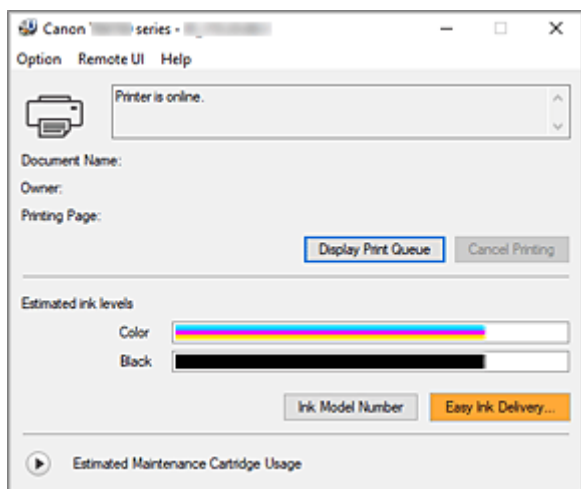 Canon series -
Option Remote UI Help
Printer is online.
Document Name:
Owner:
Printing Page:
Display Print Queue Cancel Printing
Estimated ink levels
Color
Black
Ink Model Number Easy Ink Delivery...
Estimated Maintenance Cartridge Usage